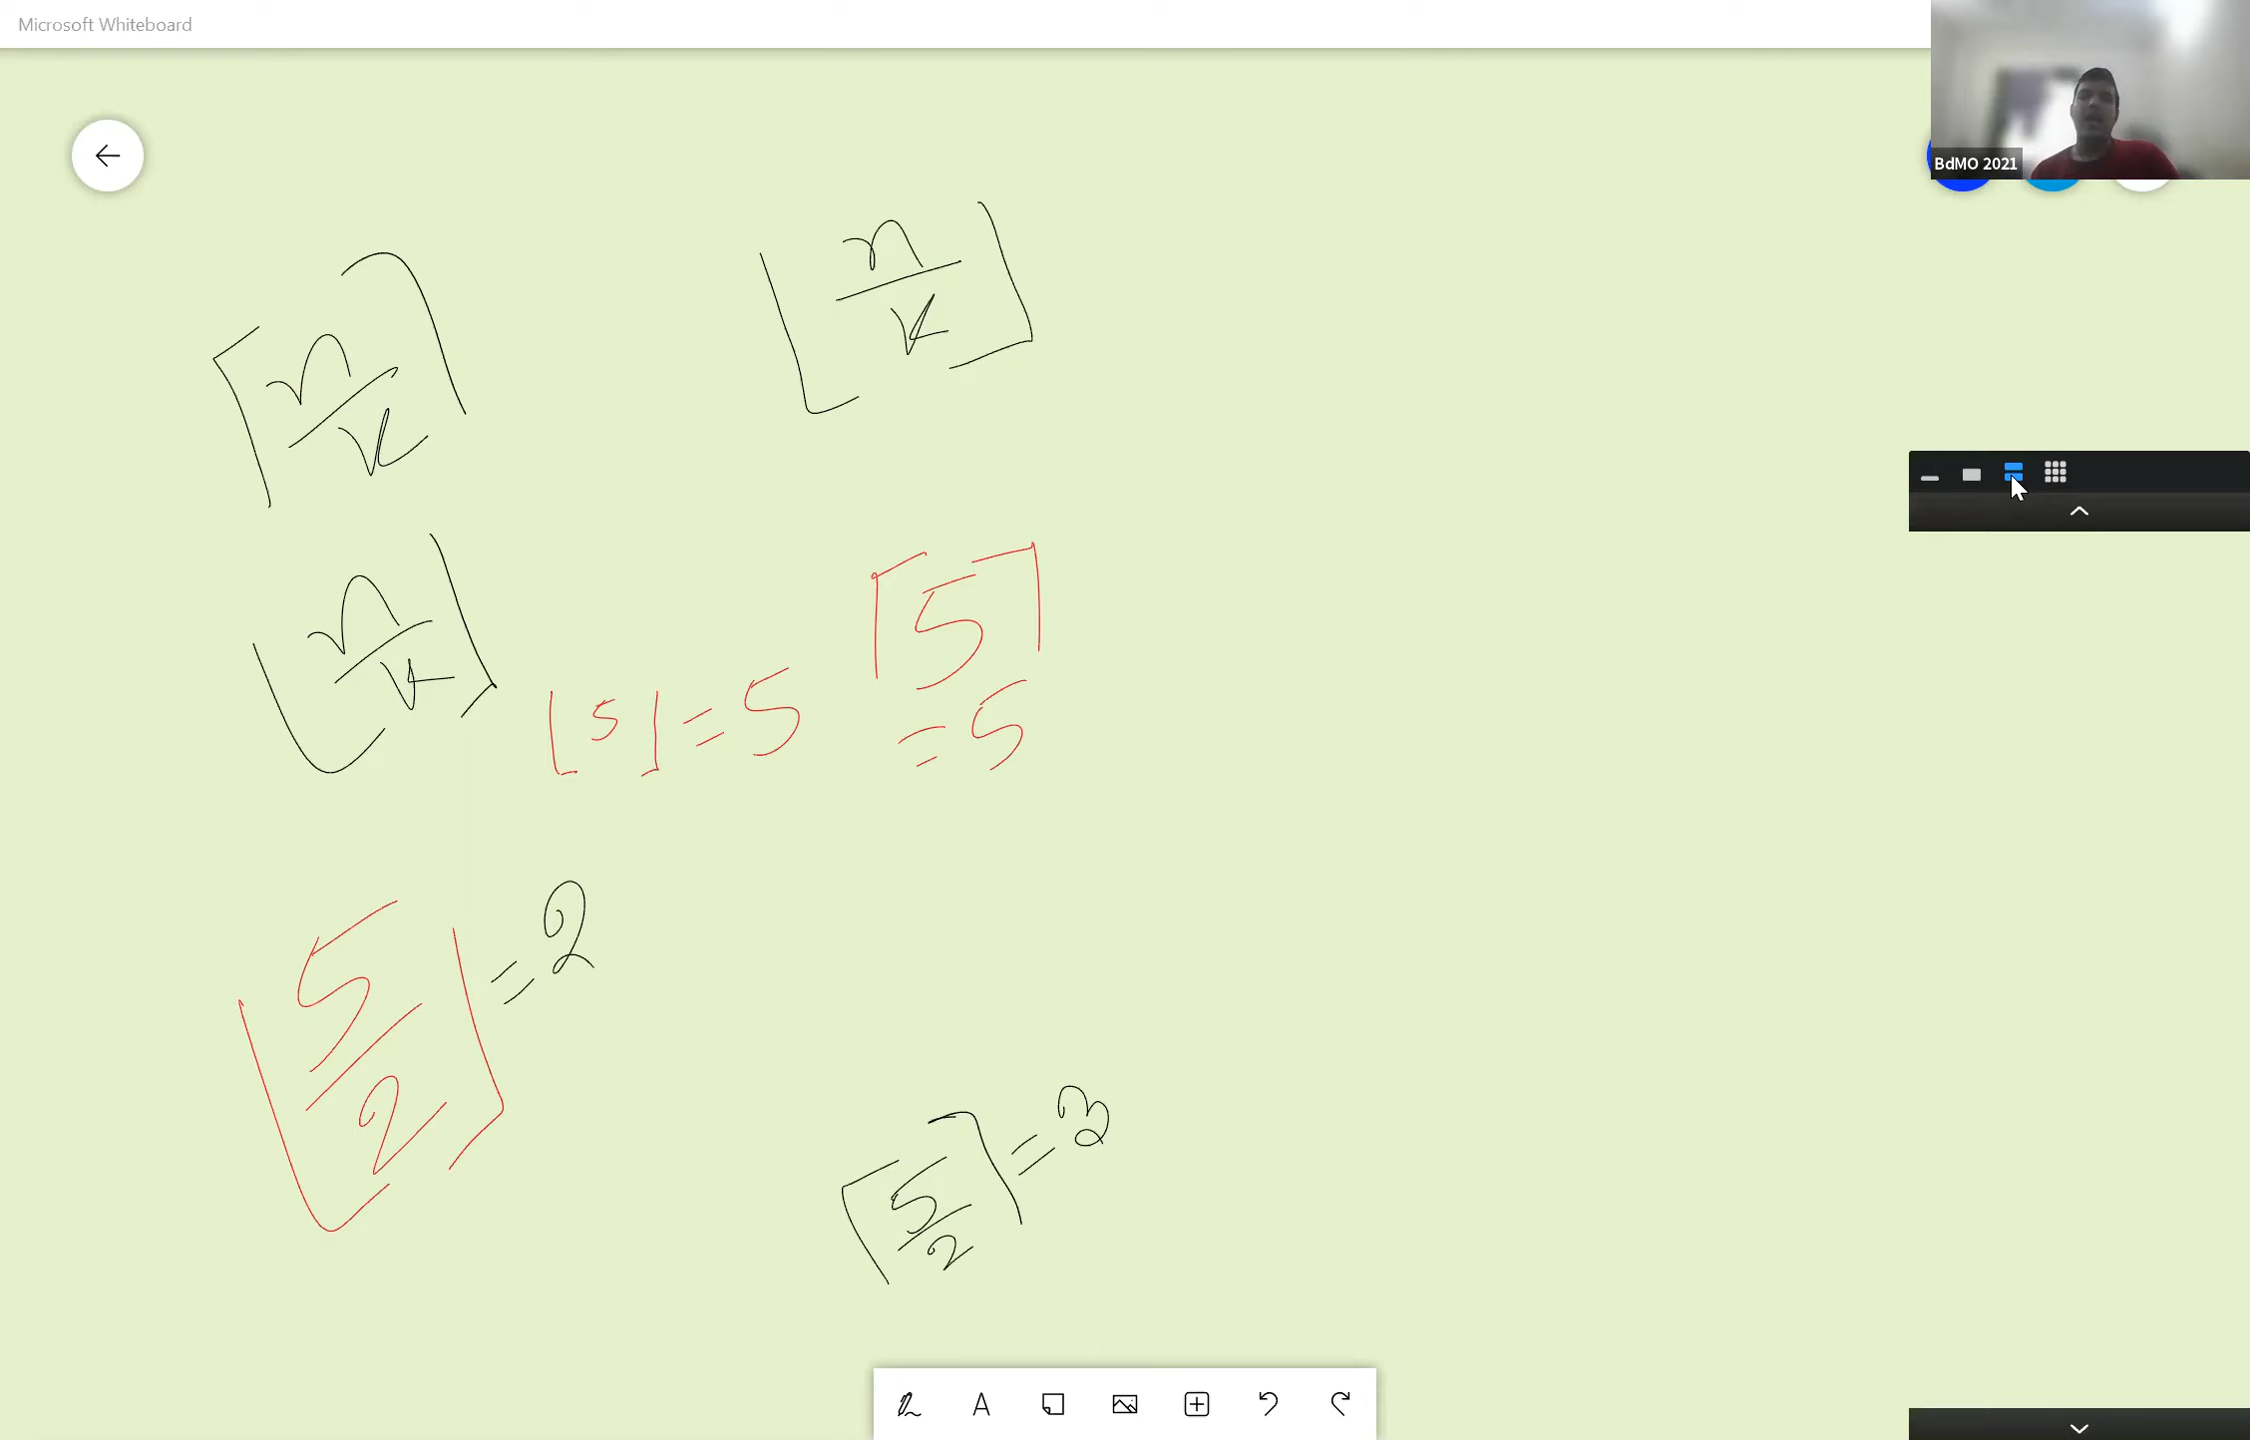 Microsoft Whiteboard
BdMO 2021
⌈n/k⌉
⌊n/k⌋
⌊n/k⌋
⌊5⌋ = 5
⌈5⌉
= 5
⌊5/2⌋ = 2
⌈5/2⌉ = 3
A